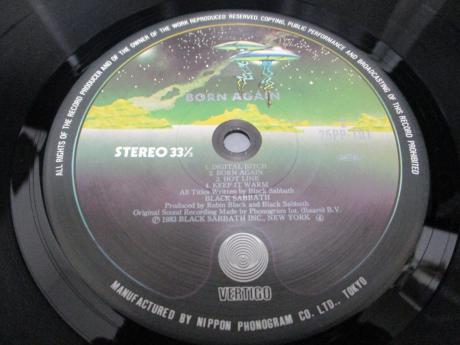 ALL RIGHTS OF THE RECORD PRODUCER AND OF THE OWNER OF THE WORK REPRODUCED RESERVED. COPYING, PUBLIC PERFORMANCE AND BROADCASTING OF THIS RECORD PROHIBITED
BORN AGAIN
STEREO 33⅓
1. DIGITAL BITCH
2. BORN AGAIN
3. HOT LINE
4. KEEP IT WARM
All Titles Written by Black Sabbath
BLACK SABBATH
Produced by Robin Black and Black Sabbath
Original Sound Recording Made by Phonogram Int. (Baarn) B.V.
Ⓟ 1983 BLACK SABBATH INC., NEW YORK
VERTIGO
MANUFACTURED BY NIPPON PHONOGRAM CO. LTD., TOKYO